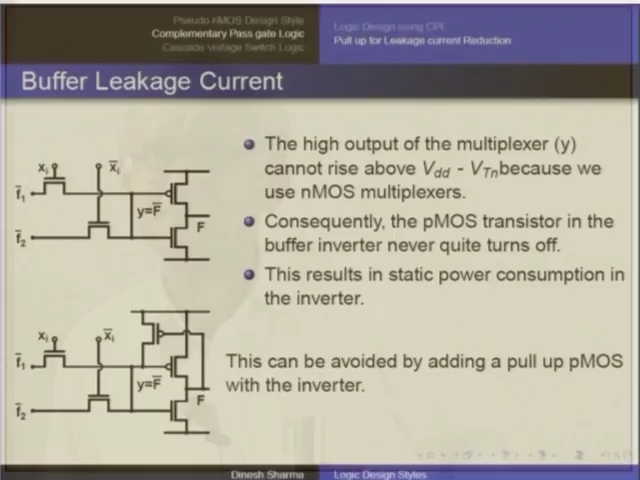 Pseudo nMOS Design Style
Complementary Pass gate Logic
Cascade Voltage Switch Logic
Logic Design using CPL
Pull up for Leakage current Reduction
Buffer Leakage Current
The high output of the multiplexer (y)
cannot rise above Vdd - VTn because we
use nMOS multiplexers.
Consequently, the pMOS transistor in the
buffer inverter never quite turns off.
This results in static power consumption in
the inverter.
xi x̅i
f̅1
y=F̅
F
f̅2
xi x̅i
f̅1
y=F̅
F
f̅2
This can be avoided by adding a pull up pMOS
with the inverter.
Dinesh Sharma
Logic Design Styles